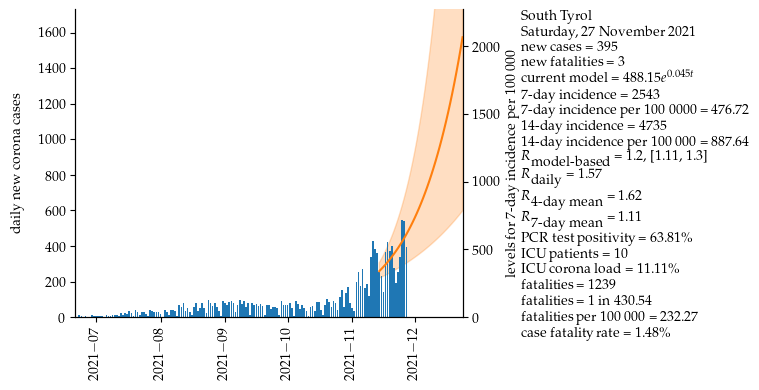 daily new corona cases
1600
1400
1200
1000
800
600
400
200
0
2021−07
2021−08
2021−09
2021−10
2021−11
2021−12
2000
1500
1000
500
0
levels for 7-day incidence per 100 000
South Tyrol
Saturday, 27 November 2021
new cases = 395
new fatalities = 3
current model = 488.15e^0.045t
7-day incidence = 2543
7-day incidence per 100 0000 = 476.72
14-day incidence = 4735
14-day incidence per 100 000 = 887.64
R model-based = 1.2, [1.11, 1.3]
R daily = 1.57
R 4-day mean = 1.62
R 7-day mean = 1.11
PCR test positivity = 63.81%
ICU patients = 10
ICU corona load = 11.11%
fatalities = 1239
fatalities = 1 in 430.54
fatalities per 100 000 = 232.27
case fatality rate = 1.48%